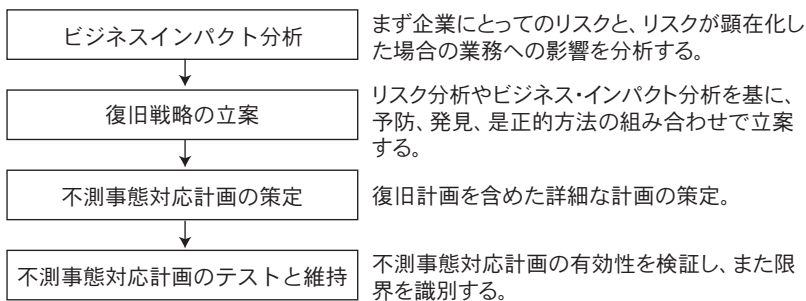 ビジネスインパクト分析
まず企業にとってのリスクと、リスクが顕在化し
た場合の業務への影響を分析する。
復旧戦略の立案
リスク分析やビジネス・インパクト分析を基に、
予防、発見、是正的方法の組み合わせで立案
する。
不測事態対応計画の策定
復旧計画を含めた詳細な計画の策定。
不測事態対応計画のテストと維持
不測事態対応計画の有効性を検証し、また限
界を識別する。